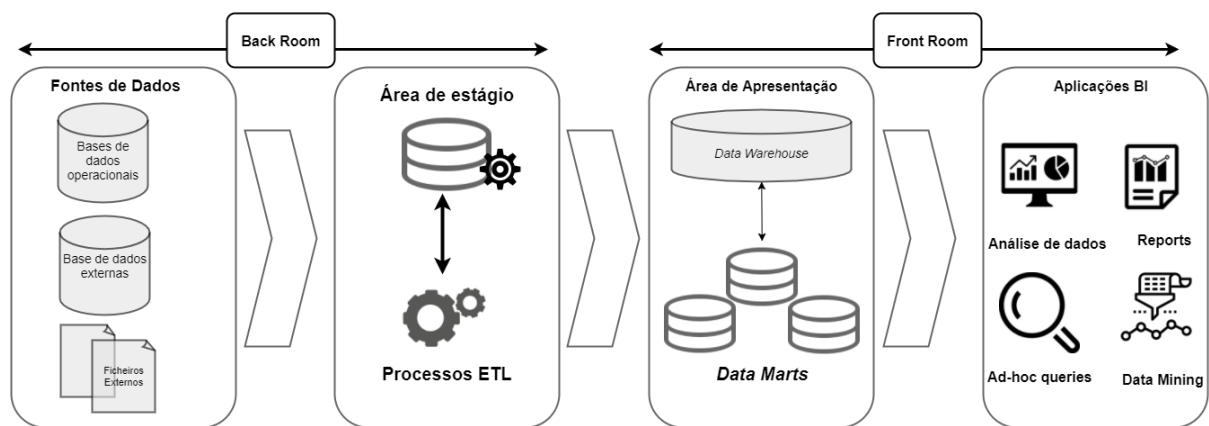 Back Room
Front Room
Fontes de Dados
Bases de
dados
operacionais
Base de dados
externas
Ficheiros
Externos
Área de estágio
Processos ETL
Área de Apresentação
Data Warehouse
Data Marts
Aplicações BI
Análise de dados
Reports
Ad-hoc queries
Data Mining